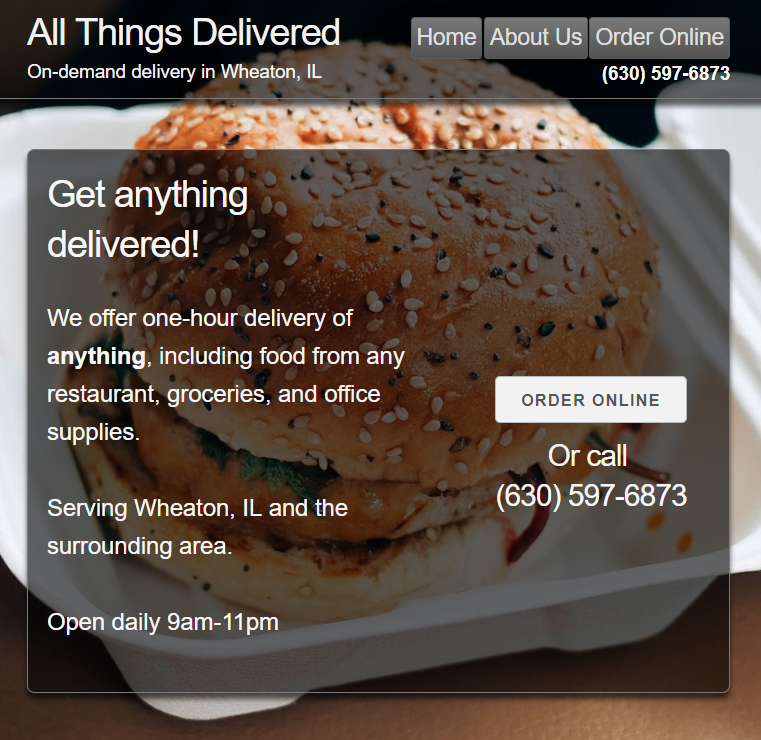 All Things Delivered
Home About Us Order Online
On-demand delivery in Wheaton, IL
(630) 597-6873
Get anything
delivered!
We offer one-hour delivery of
anything, including food from any
restaurant, groceries, and office
supplies.
Serving Wheaton, IL and the
surrounding area.
Open daily 9am-11pm
ORDER ONLINE
Or call
(630) 597-6873